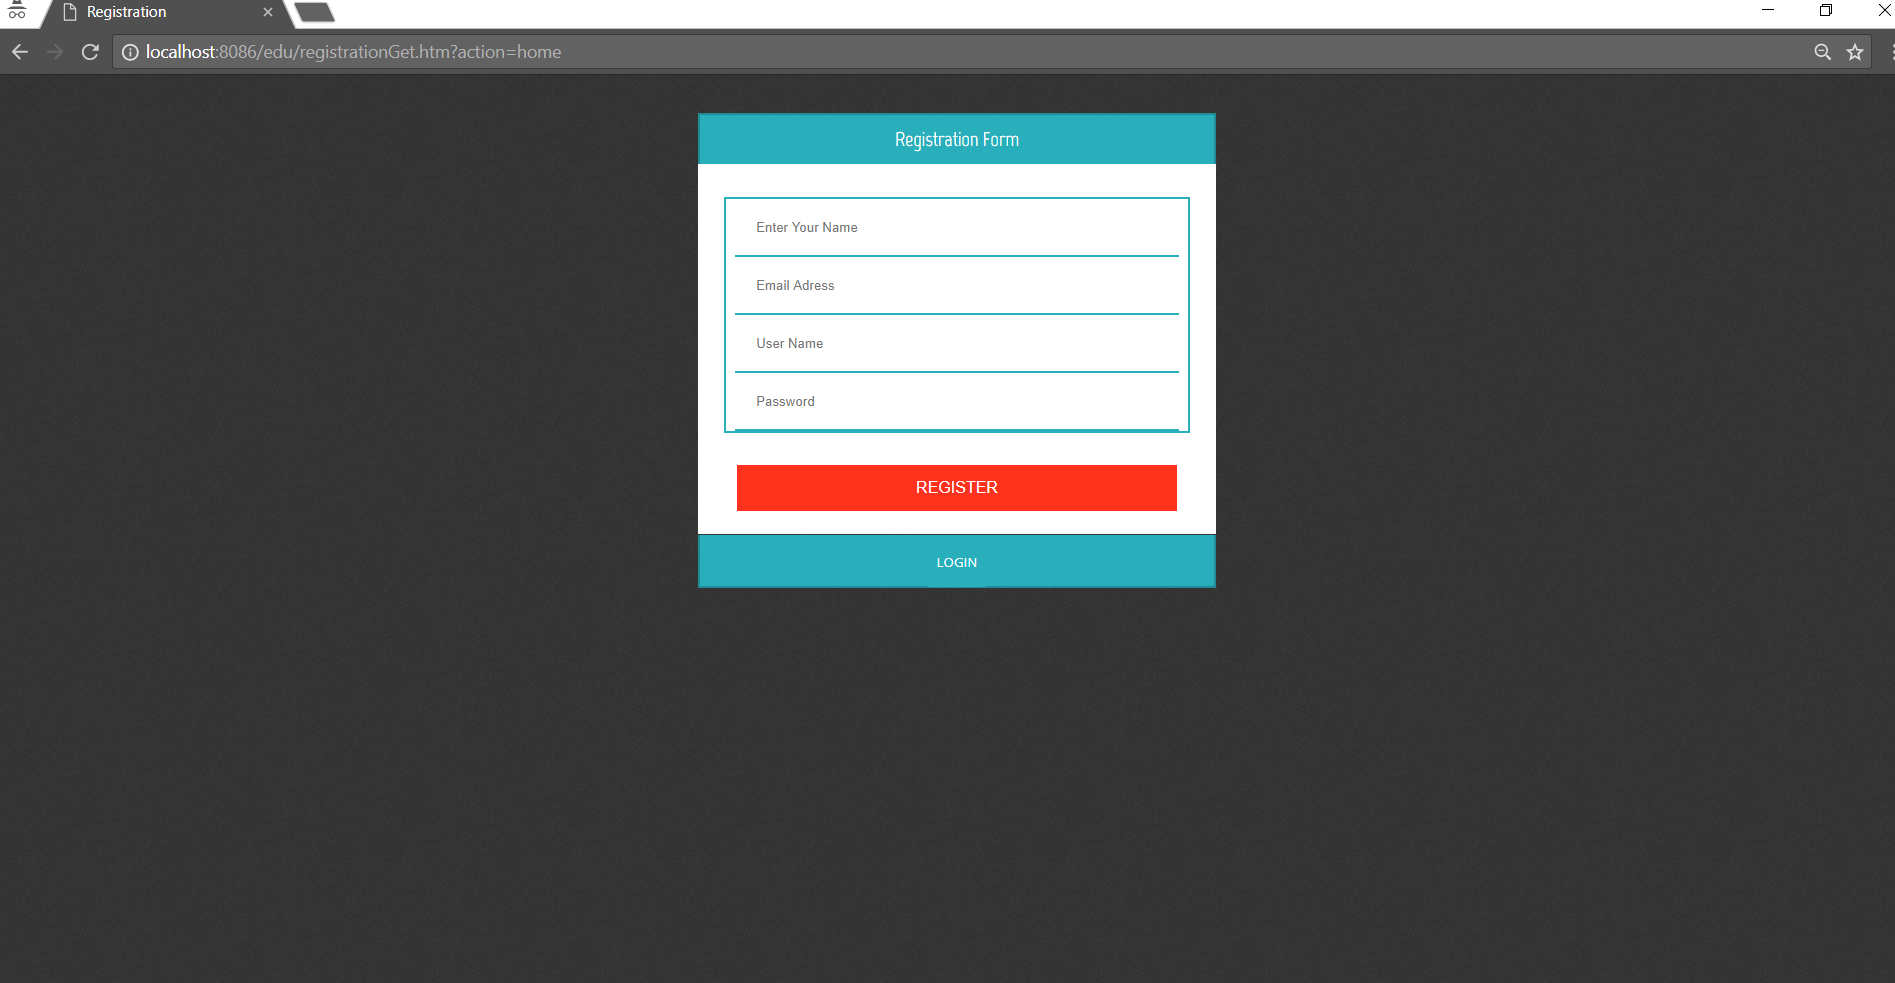 Registration
localhost:8086/edu/registrationGet.htm?action=home
Registration Form
Enter Your Name
Email Adress
User Name
Password
REGISTER
LOGIN